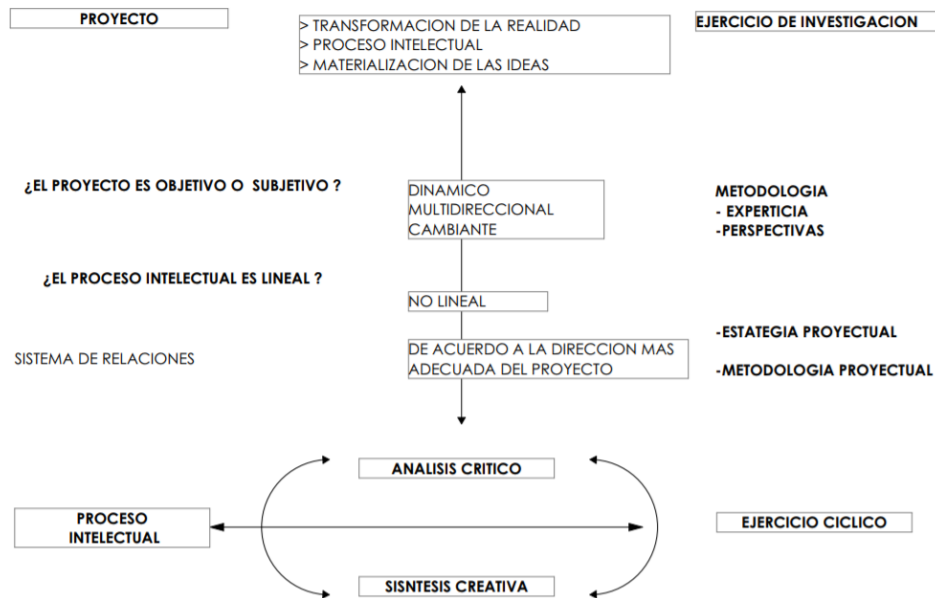 PROYECTO
> TRANSFORMACION DE LA REALIDAD
> PROCESO INTELECTUAL
> MATERIALIZACION DE LAS IDEAS
EJERCICIO DE INVESTIGACION
¿EL PROYECTO ES OBJETIVO O SUBJETIVO ?
DINAMICO
MULTIDIRECCIONAL
CAMBIANTE
METODOLOGIA
- EXPERTICIA
-PERSPECTIVAS
¿EL PROCESO INTELECTUAL ES LINEAL ?
NO LINEAL
SISTEMA DE RELACIONES
DE ACUERDO A LA DIRECCION MAS
ADECUADA DEL PROYECTO
-ESTATEGIA PROYECTUAL
-METODOLOGIA PROYECTUAL
ANALISIS CRITICO
PROCESO
INTELECTUAL
EJERCICIO CICLICO
SISNTESIS CREATIVA